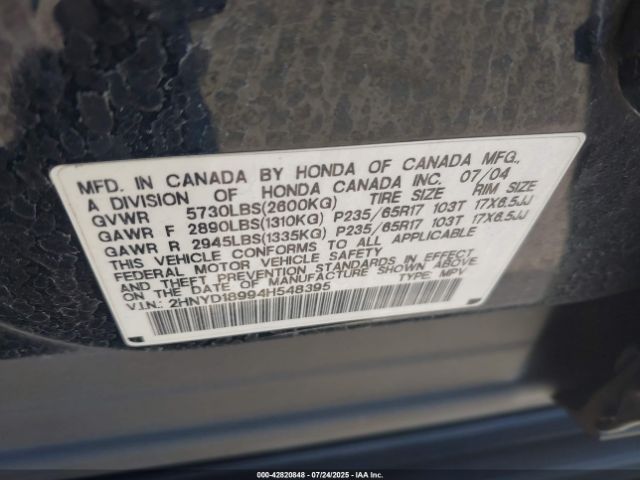 MFD. IN CANADA BY HONDA OF CANADA MFG.,
A DIVISION OF HONDA CANADA INC. 07/04
GVWR 5730LBS(2600KG) TIRE SIZE RIM SIZE
GAWR F 2890LBS(1310KG) P235/65R17 103T 17X6.5JJ
GAWR R 2945LBS(1335KG) P235/65R17 103T 17X6.5JJ
THIS VEHICLE CONFORMS TO ALL APPLICABLE
FEDERAL MOTOR VEHICLE SAFETY
AND THEFT PREVENTION STANDARDS IN EFFECT
ON THE DATE OF MANUFACTURE SHOWN ABOVE.
V.I.N.: 2HNYD18994H548395 TYPE: MPV
000-42820848 | 07/24/2025 | IAA Inc.